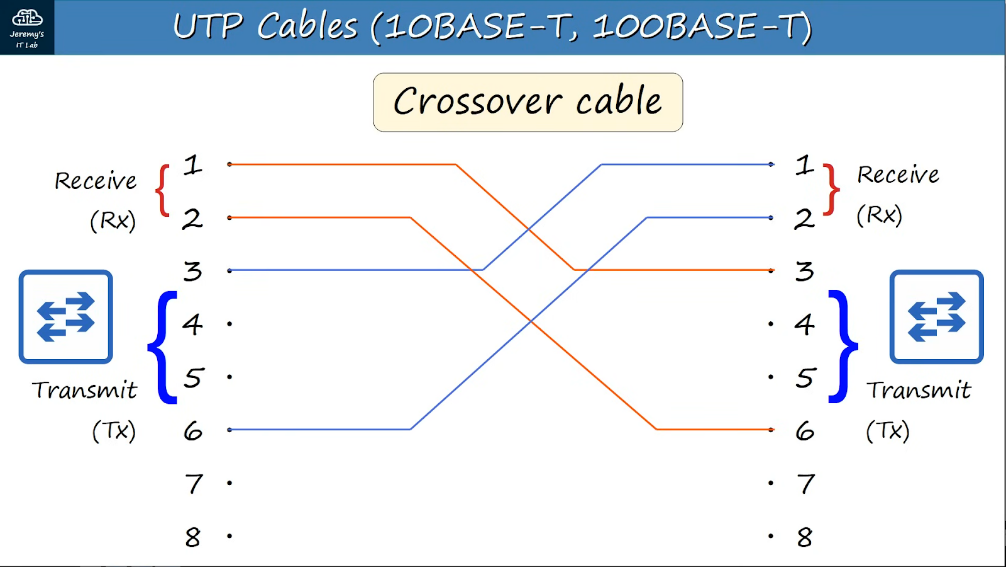 Jeremy's
IT Lab
UTP Cables (10BASE-T, 100BASE-T)
Crossover cable
Receive
(Rx)
1
2
3
4
5
6
7
8
Transmit
(Tx)
1
2
3
4
5
6
7
8
Receive
(Rx)
Transmit
(Tx)